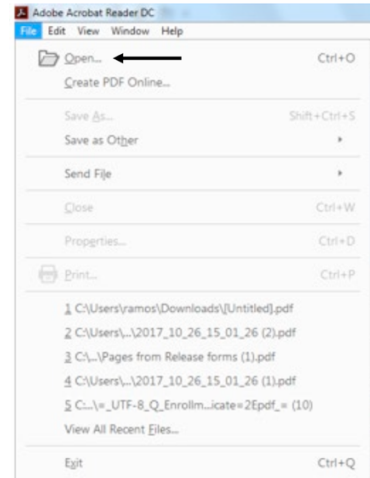 Adobe Acrobat Reader DC
File Edit View Window Help
Open... Ctrl+O
Create PDF Online...
Save As... Shift+Ctrl+S
Save as Other
Send File
Close Ctrl+W
Properties... Ctrl+D
Print... Ctrl+P
1 C:\Users\ramos\Downloads\[Untitled].pdf
2 C:\Users\...\2017_10_26_15_01_26 (2).pdf
3 C:\...\Pages from Release forms (1).pdf
4 C:\Users\...\2017_10_26_15_01_26 (1).pdf
5 C:...\=_UTF-8_Q_Enrollm...icate=2Epdf_= (10)
View All Recent Files...
Exit Ctrl+Q